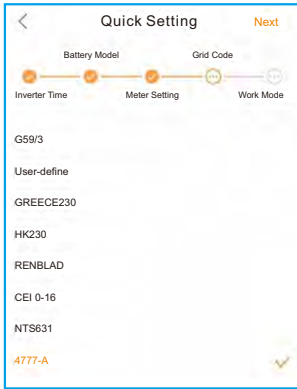 Quick Setting Next
Battery Model Grid Code
Inverter Time Meter Setting Work Mode
G59/3
User-define
GREECE230
HK230
RENBLAD
CEI 0-16
NTS631
4777-A